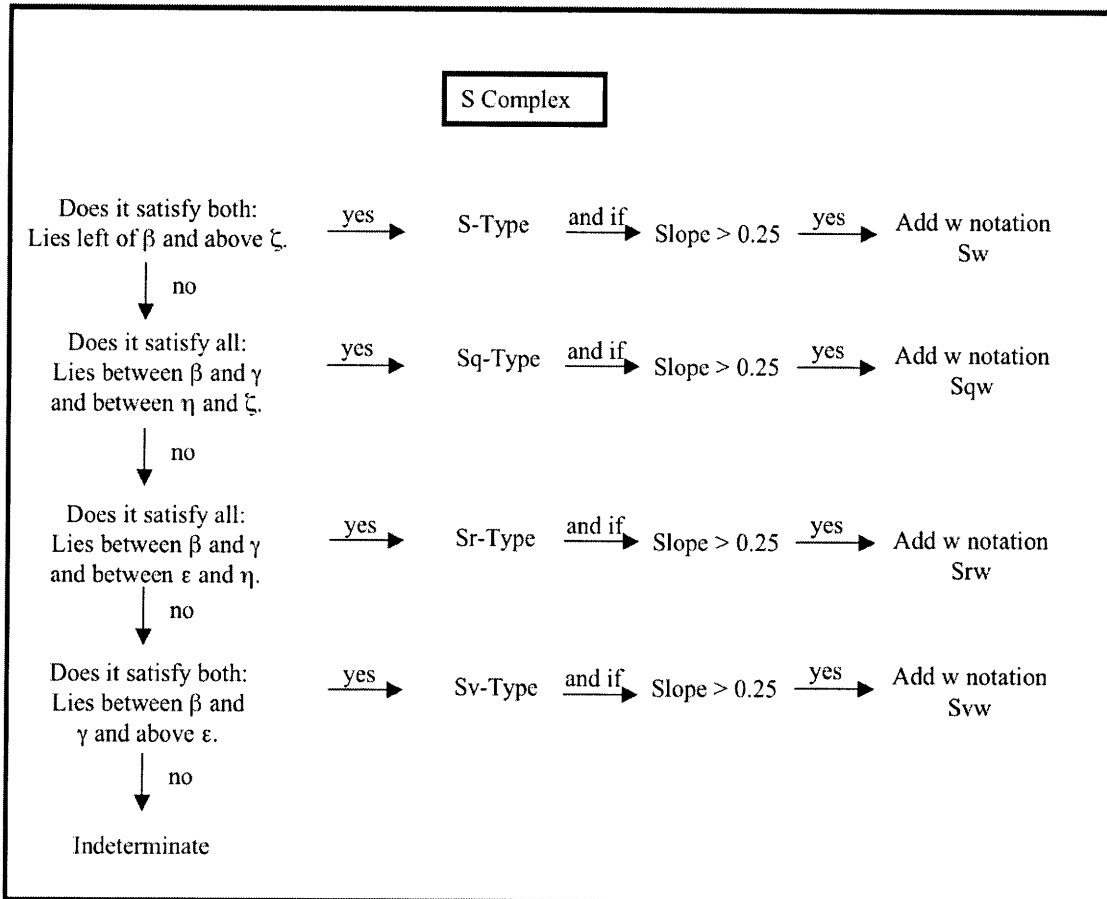 S Complex
Does it satisfy both:
Lies left of β and above ζ.
yes
S-Type
and if
Slope > 0.25
yes
Add w notation
Sw
no
Does it satisfy all:
Lies between β and γ
and between η and ζ.
yes
Sq-Type
and if
Slope > 0.25
yes
Add w notation
Sqw
no
Does it satisfy all:
Lies between β and γ
and between ε and η.
yes
Sr-Type
and if
Slope > 0.25
yes
Add w notation
Srw
no
Does it satisfy both:
Lies between β and
γ and above ε.
yes
Sv-Type
and if
Slope > 0.25
yes
Add w notation
Svw
no
Indeterminate